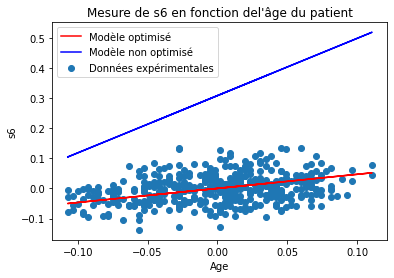 Mesure de s6 en fonction del'âge du patient
Modèle optimisé
Modèle non optimisé
Données expérimentales
s6
0.5
0.4
0.3
0.2
0.1
0.0
−0.1
−0.10
−0.05
0.00
0.05
0.10
Age